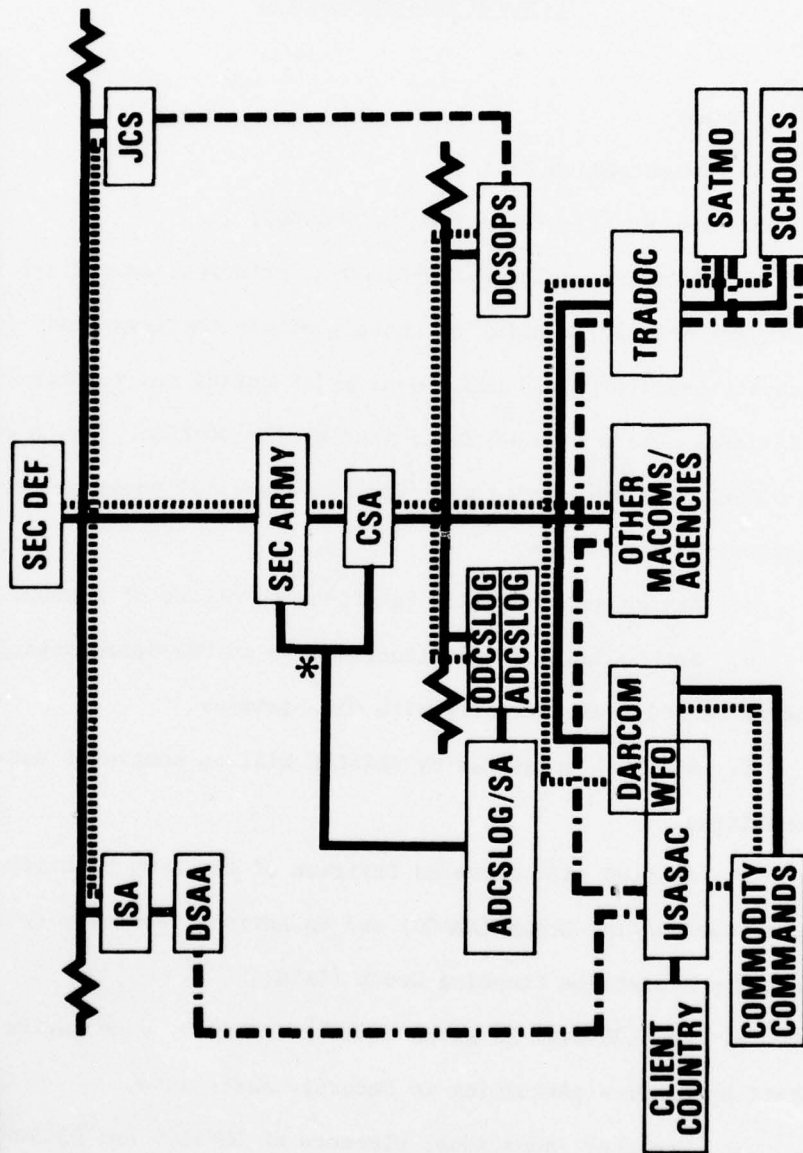 SEC DEF
ISA
JCS
DSAA
SEC ARMY
*
CSA
ADCSLOG/SA
ODCSLOG
ADCSLOG
DCSOPS
CLIENT
COUNTRY
USASAC
WFO
DARCOM
OTHER
MACOMS/
AGENCIES
TRADOC
COMMODITY
COMMANDS
SATMO
SCHOOLS